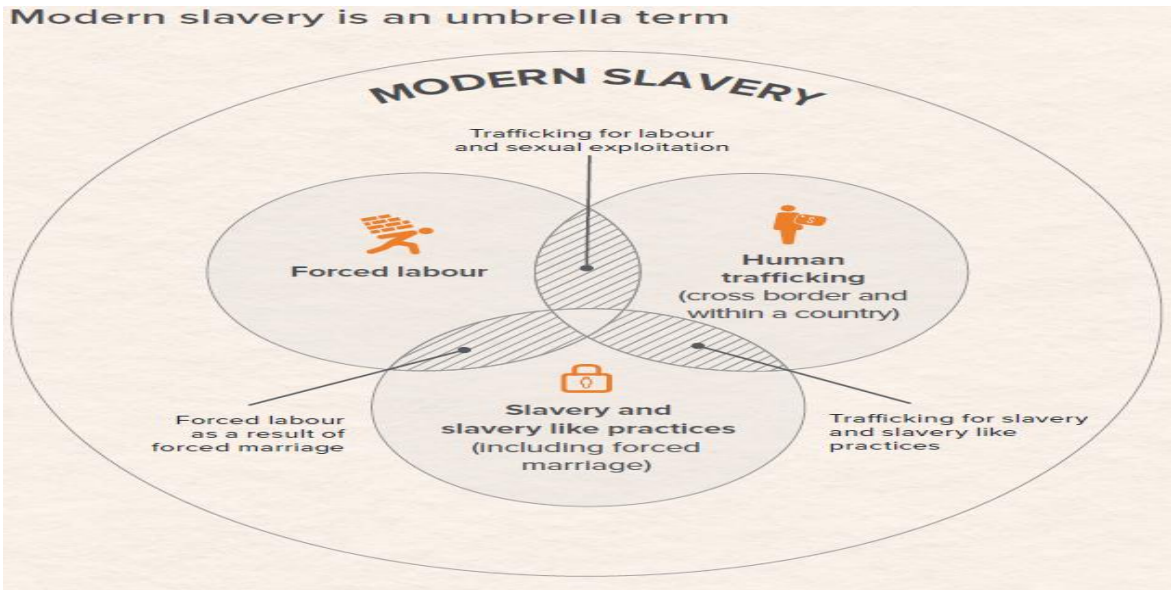 Modern slavery is an umbrella term
MODERN SLAVERY
Trafficking for labour
and sexual exploitation
Forced labour
Human
trafficking
(cross border and
within a country)
Slavery and
slavery like practices
(including forced
marriage)
Forced labour
as a result of
forced marriage
Trafficking for slavery
and slavery like
practices